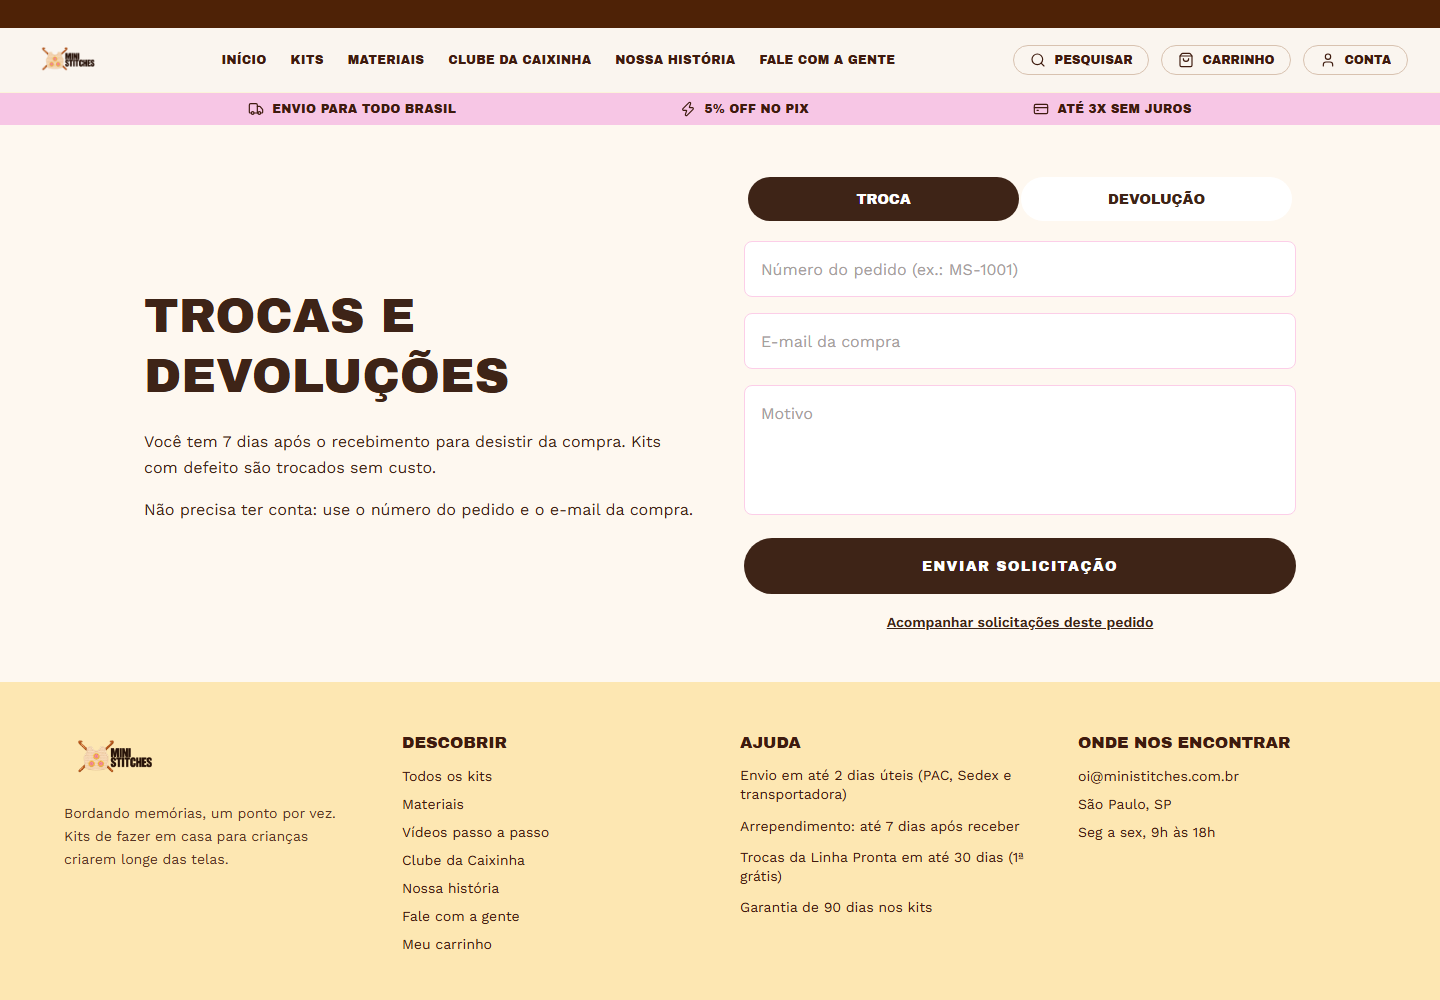 MINI
STITCHES
INÍCIO
KITS
MATERIAIS
CLUBE DA CAIXINHA
NOSSA HISTÓRIA
FALE COM A GENTE
PESQUISAR
CARRINHO
CONTA
ENVIO PARA TODO BRASIL
5% OFF NO PIX
ATÉ 3X SEM JUROS
TROCAS E
DEVOLUÇÕES
Você tem 7 dias após o recebimento para desistir da compra. Kits
com defeito são trocados sem custo.
Não precisa ter conta: use o número do pedido e o e-mail da compra.
TROCA
DEVOLUÇÃO
Número do pedido (ex.: MS-1001)
E-mail da compra
Motivo
ENVIAR SOLICITAÇÃO
Acompanhar solicitações deste pedido
MINI
STITCHES
Bordando memórias, um ponto por vez.
Kits de fazer em casa para crianças
criarem longe das telas.
DESCOBRIR
Todos os kits
Materiais
Vídeos passo a passo
Clube da Caixinha
Nossa história
Fale com a gente
Meu carrinho
AJUDA
Envio em até 2 dias úteis (PAC, Sedex e
transportadora)
Arrependimento: até 7 dias após receber
Trocas da Linha Pronta em até 30 dias (1ª
grátis)
Garantia de 90 dias nos kits
ONDE NOS ENCONTRAR
oi@ministitches.com.br
São Paulo, SP
Seg a sex, 9h às 18h